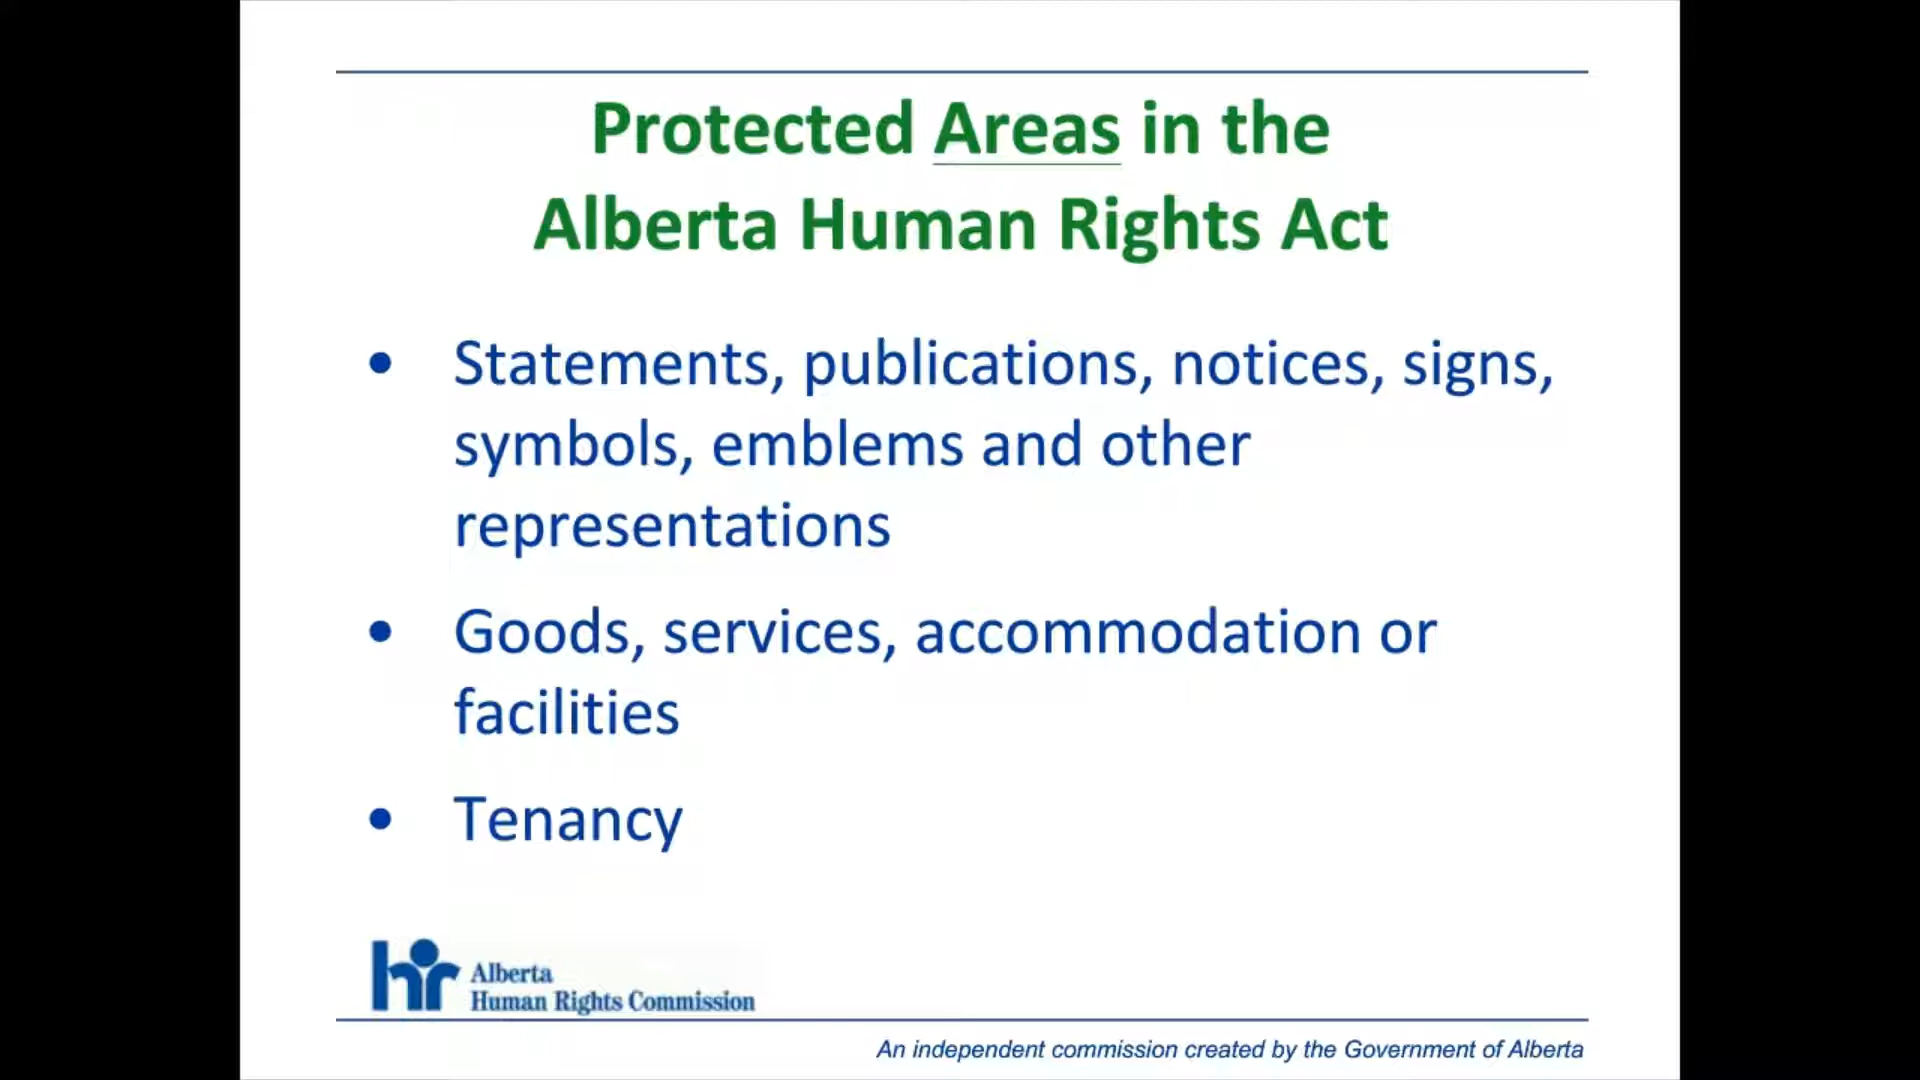 Protected Areas in the
Alberta Human Rights Act
• Statements, publications, notices, signs,
symbols, emblems and other
representations
• Goods, services, accommodation or
facilities
• Tenancy
hr
Alberta
Human Rights Commission
An independent commission created by the Government of Alberta